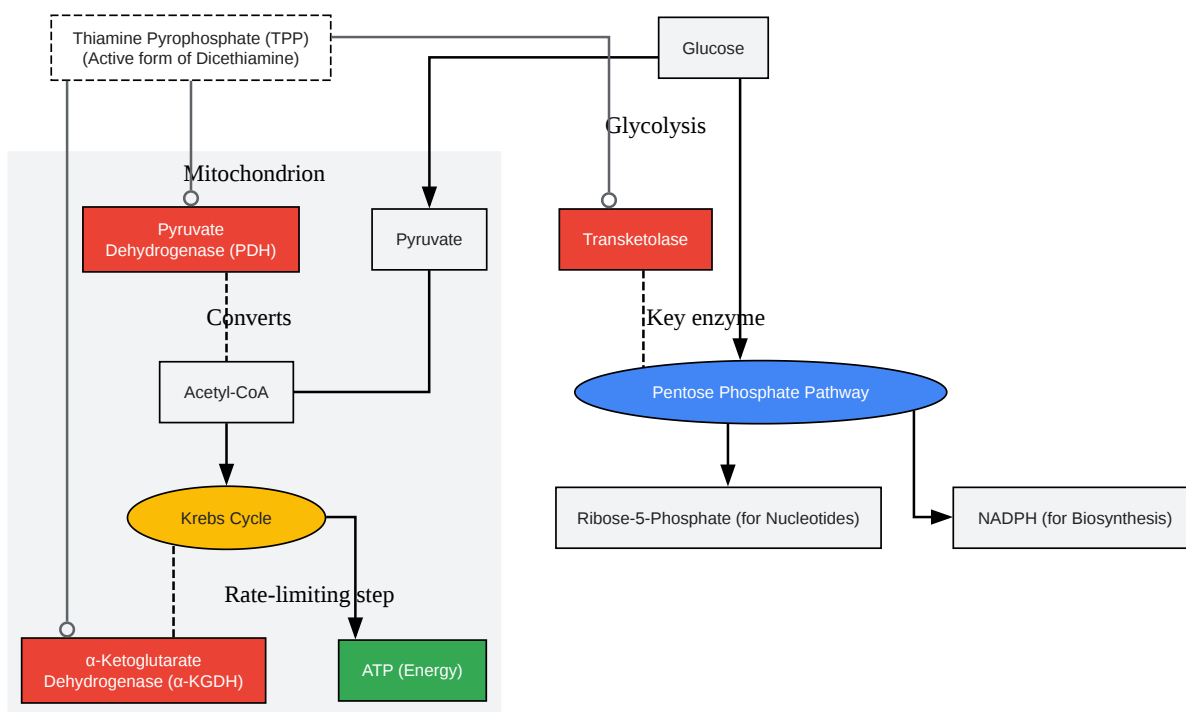 Thiamine Pyrophosphate (TPP)
(Active form of Dicethiamine)
Glucose
Glycolysis
Mitochondrion
Pyruvate
Dehydrogenase (PDH)
Pyruvate
Transketolase
Converts
Key enzyme
Acetyl-CoA
Pentose Phosphate Pathway
Krebs Cycle
Ribose-5-Phosphate (for Nucleotides)
NADPH (for Biosynthesis)
Rate-limiting step
α-Ketoglutarate
Dehydrogenase (α-KGDH)
ATP (Energy)